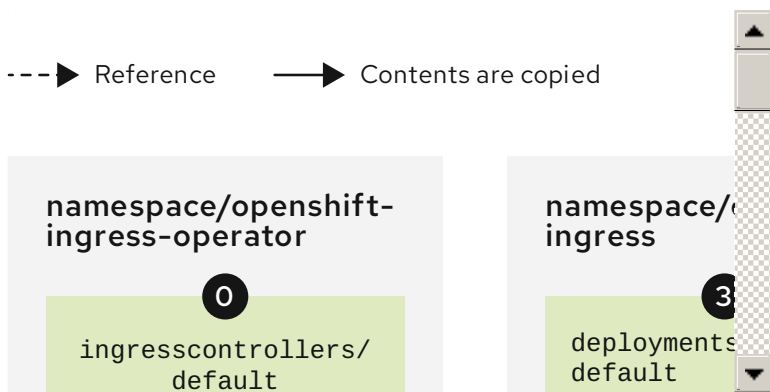 Reference
Contents are copied
namespace/openshift-
ingress-operator
0
ingresscontrollers/
default
namespace/
ingress
3
deployments
default